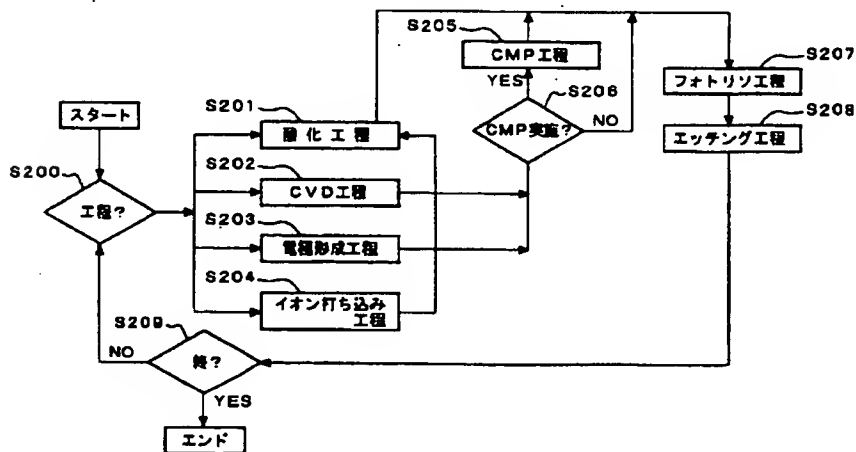 スタート
S200
工程?
S201
酸化工程
S202
CVD工程
S203
電極形成工程
S204
イオン打ち込み
工程
S205
CMP工程
YES
S206
CMP実施?
NO
S207
フォトリソ工程
S208
エッチング工程
S209
終?
NO
YES
エンド